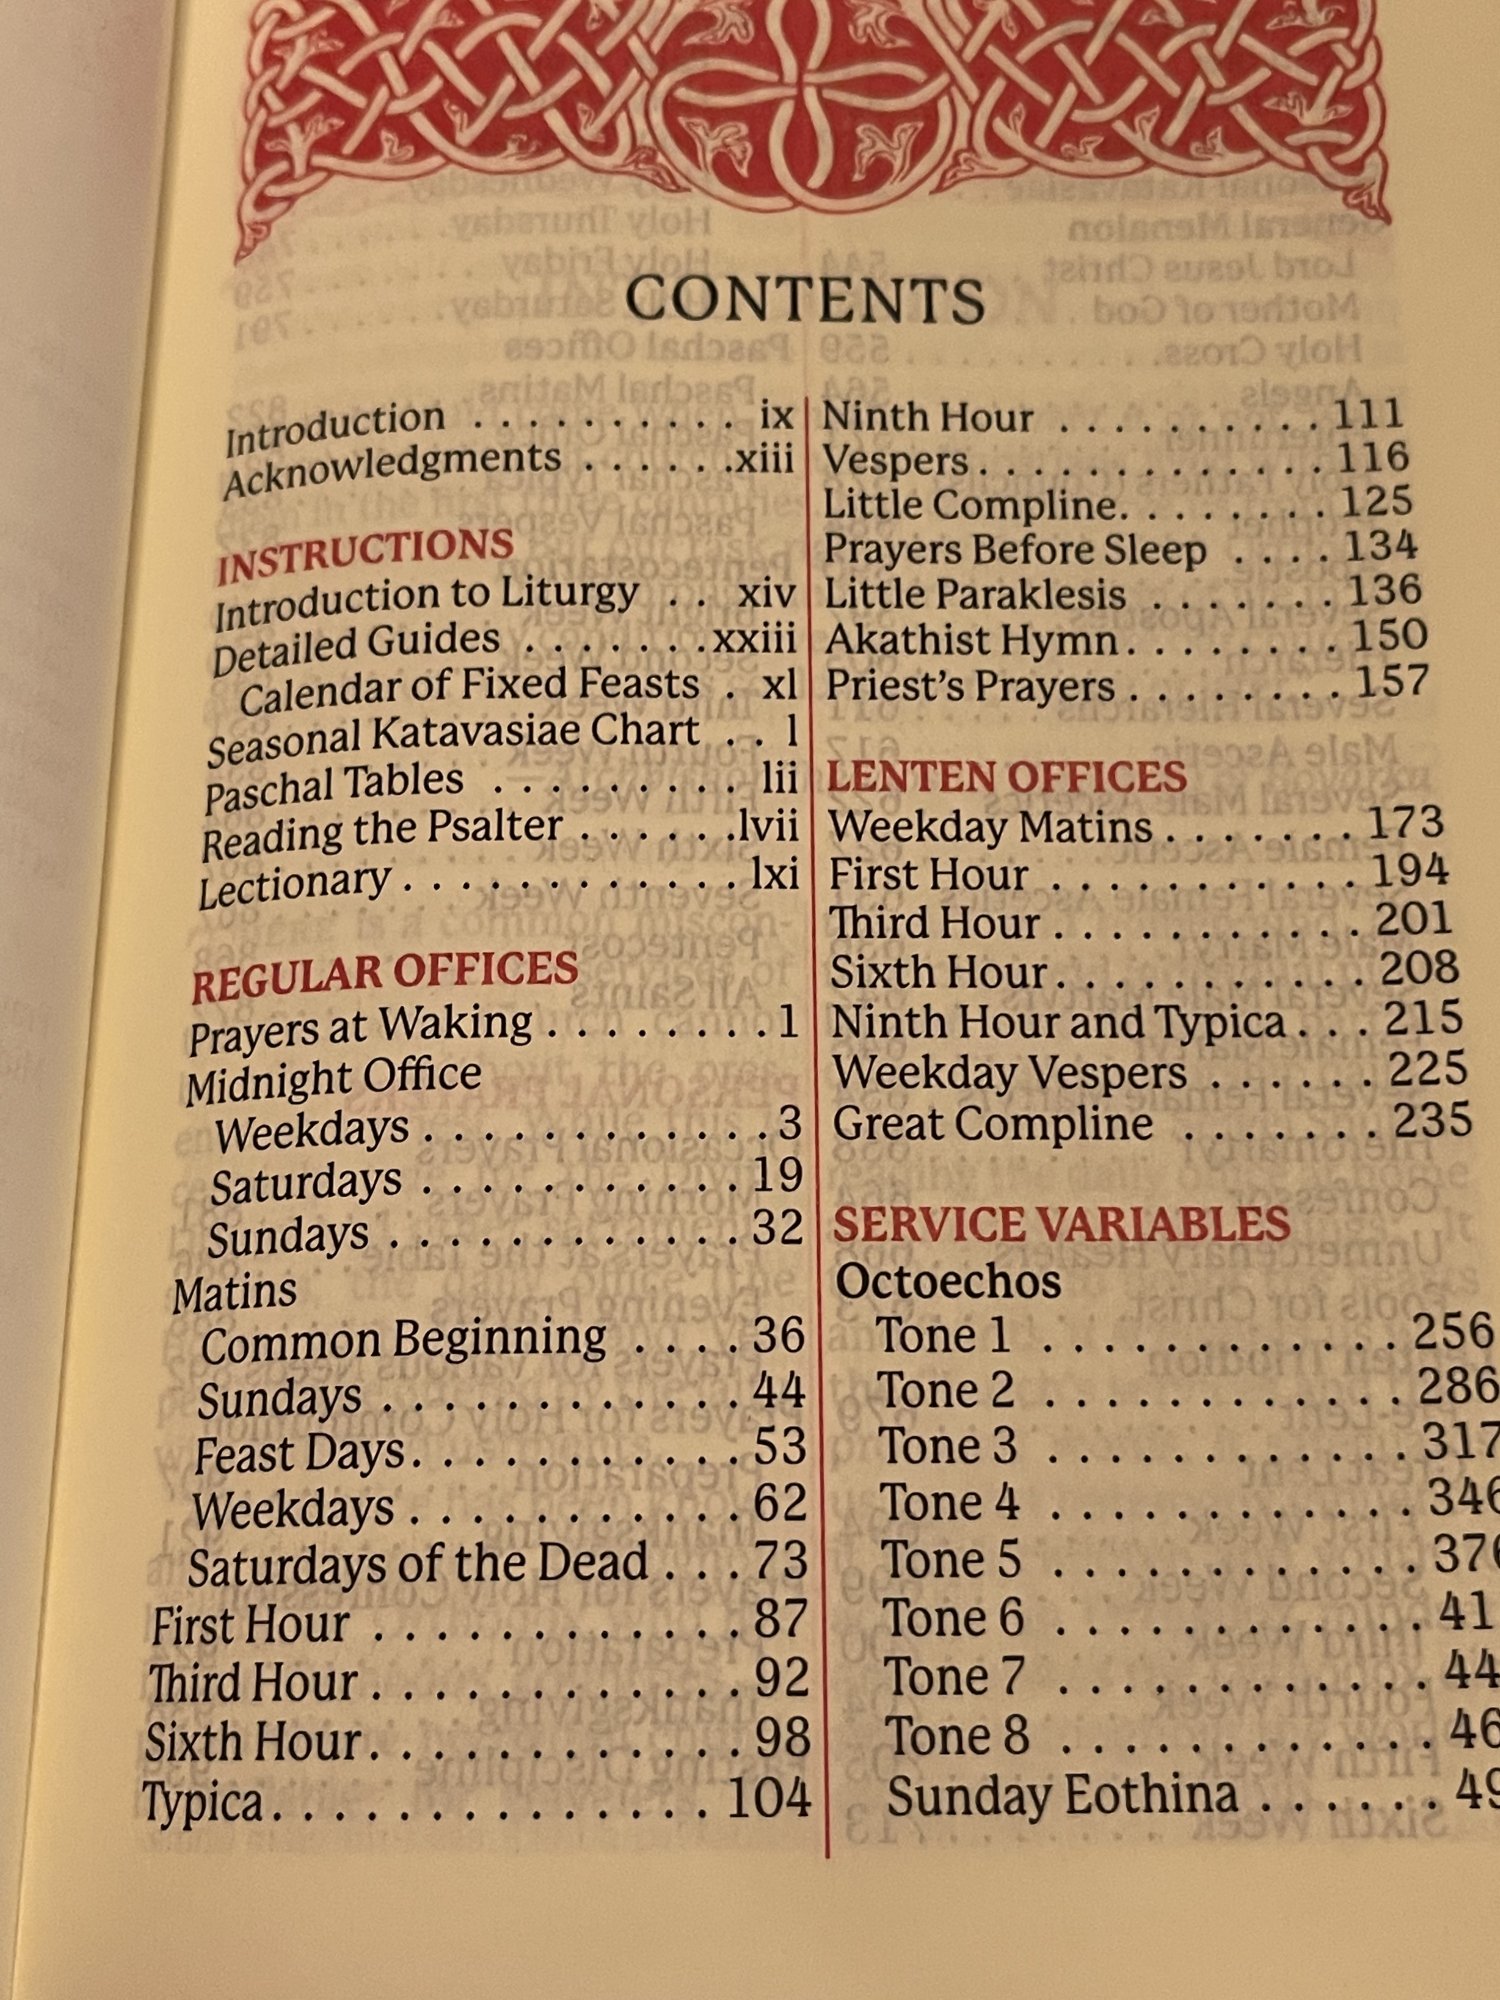 CONTENTS
Introduction . . . . . . . . . . ix
Acknowledgments . . . . . . .xiii
INSTRUCTIONS
Introduction to Liturgy . . xiv
Detailed Guides . . . . . . . xxiii
Calendar of Fixed Feasts . xl
Seasonal Katavasiae Chart . . l
Paschal Tables . . . . . . . . . lii
Reading the Psalter . . . . . .lvii
Lectionary . . . . . . . . . . . . lxi
REGULAR OFFICES
Prayers at Waking . . . . . . . . 1
Midnight Office
Weekdays . . . . . . . . . . . . 3
Saturdays . . . . . . . . . . . 19
Sundays . . . . . . . . . . . . 32
Matins
Common Beginning . . . . 36
Sundays . . . . . . . . . . . . 44
Feast Days. . . . . . . . . . . 53
Weekdays . . . . . . . . . . . 62
Saturdays of the Dead . . . 73
First Hour . . . . . . . . . . . . 87
Third Hour . . . . . . . . . . . . 92
Sixth Hour. . . . . . . . . . . . 98
Typica. . . . . . . . . . . . . . 104
Ninth Hour . . . . . . . . . . 111
Vespers. . . . . . . . . . . . . 116
Little Compline. . . . . . . . 125
Prayers Before Sleep . . . . 134
Little Paraklesis . . . . . . . 136
Akathist Hymn. . . . . . . . 150
Priest's Prayers . . . . . . . . 157
LENTEN OFFICES
Weekday Matins . . . . . . . 173
First Hour . . . . . . . . . . . 194
Third Hour . . . . . . . . . . . 201
Sixth Hour. . . . . . . . . . . 208
Ninth Hour and Typica . . . 215
Weekday Vespers . . . . . . 225
Great Compline . . . . . . . 235
SERVICE VARIABLES
Octoechos
Tone 1 . . . . . . . . . . . . 256
Tone 2 . . . . . . . . . . . . 286
Tone 3 . . . . . . . . . . . . 317
Tone 4 . . . . . . . . . . . . 346
Tone 5 . . . . . . . . . . . . 376
Tone 6 . . . . . . . . . . . . 41
Tone 7 . . . . . . . . . . . . 44
Tone 8 . . . . . . . . . . . . 46
Sunday Eothina . . . . . . 49